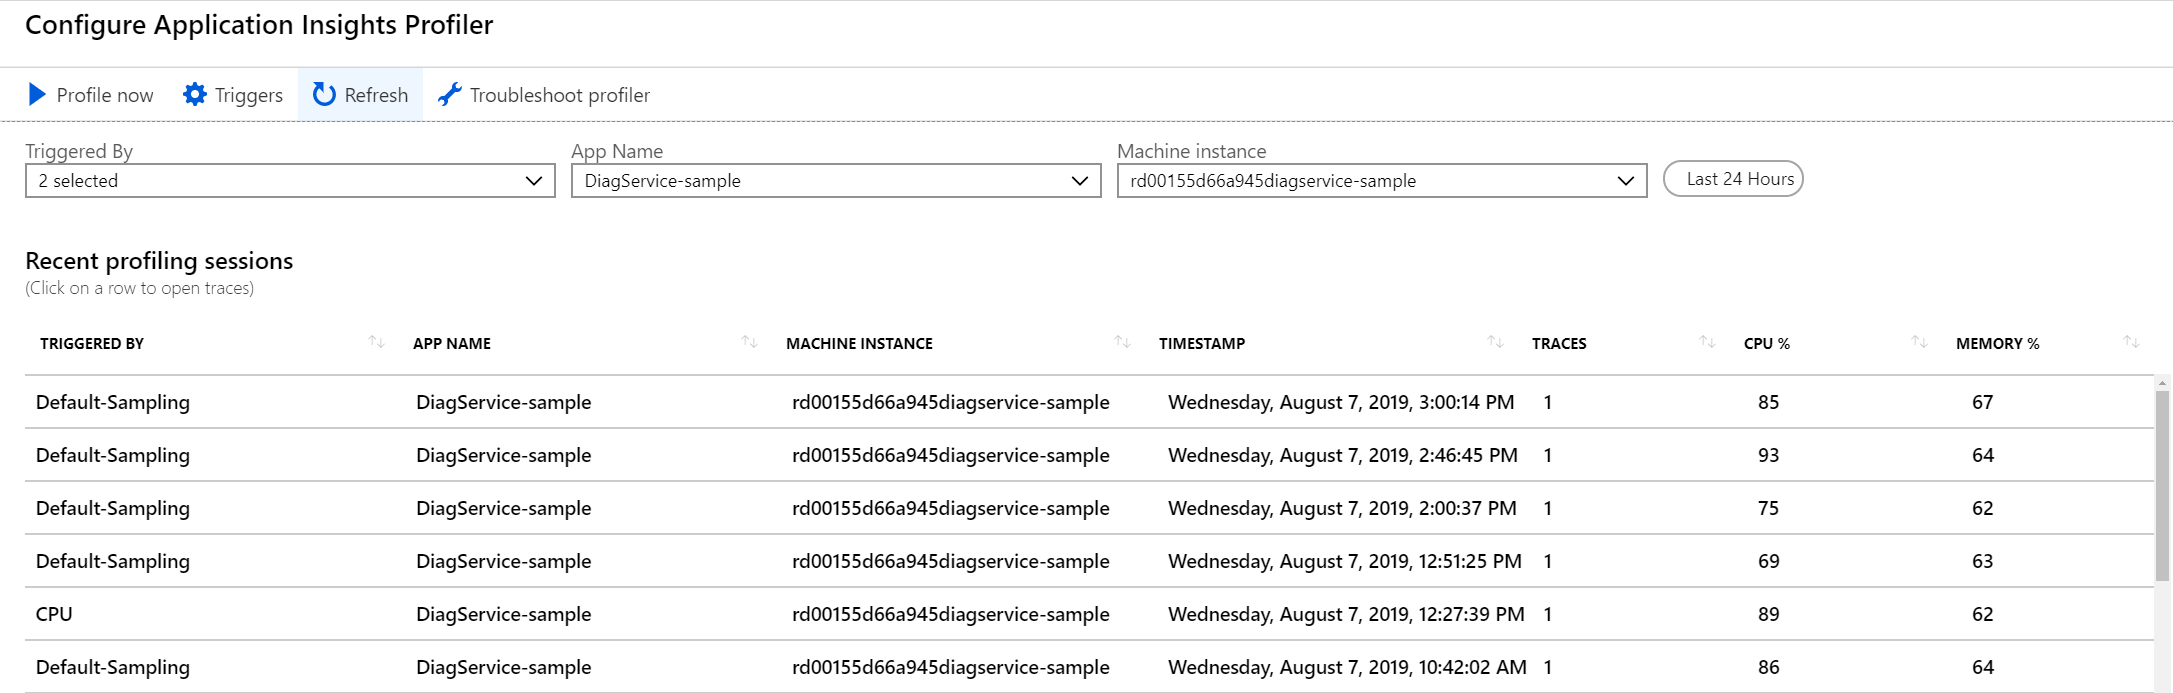 Configure Application Insights Profiler
Profile now Triggers Refresh Troubleshoot profiler
Triggered By App Name Machine instance
2 selected DiagService-sample rd00155d66a945diagservice-sample Last 24 Hours
Recent profiling sessions
(Click on a row to open traces)
TRIGGERED BY APP NAME MACHINE INSTANCE TIMESTAMP TRACES CPU % MEMORY %
Default-Sampling DiagService-sample rd00155d66a945diagservice-sample Wednesday, August 7, 2019, 3:00:14 PM 1 85 67
Default-Sampling DiagService-sample rd00155d66a945diagservice-sample Wednesday, August 7, 2019, 2:46:45 PM 1 93 64
Default-Sampling DiagService-sample rd00155d66a945diagservice-sample Wednesday, August 7, 2019, 2:00:37 PM 1 75 62
Default-Sampling DiagService-sample rd00155d66a945diagservice-sample Wednesday, August 7, 2019, 12:51:25 PM 1 69 63
CPU DiagService-sample rd00155d66a945diagservice-sample Wednesday, August 7, 2019, 12:27:39 PM 1 89 62
Default-Sampling DiagService-sample rd00155d66a945diagservice-sample Wednesday, August 7, 2019, 10:42:02 AM 1 86 64